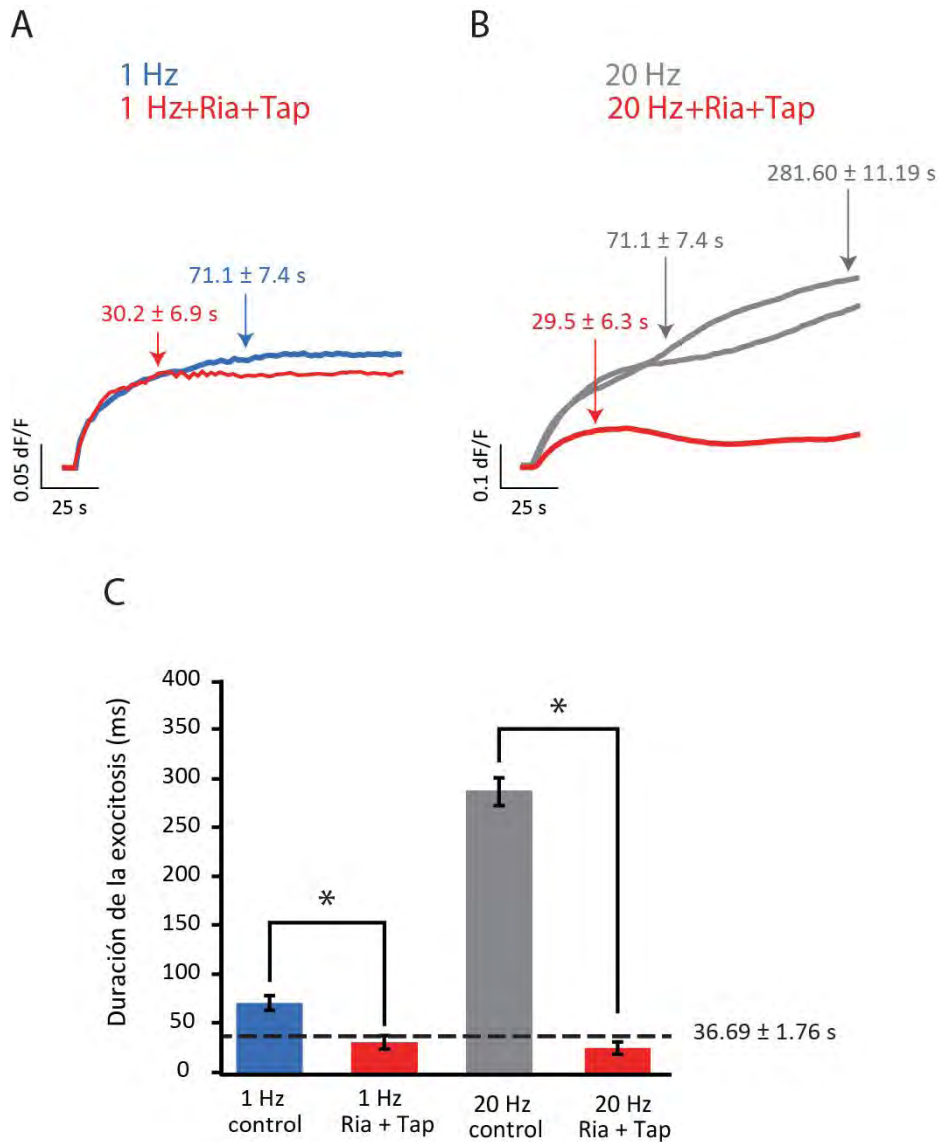 A
1 Hz
1 Hz+Ria+Tap
71.1 ± 7.4 s
30.2 ± 6.9 s
0.05 dF/F
25 s
B
20 Hz
20 Hz+Ria+Tap
281.60 ± 11.19 s
71.1 ± 7.4 s
29.5 ± 6.3 s
0.1 dF/F
25 s
C
Duración de la exocitosis (ms)
400
350
300
250
200
150
100
50
0
*
*
36.69 ± 1.76 s
1 Hz
control
1 Hz
Ria + Tap
20 Hz
control
20 Hz
Ria + Tap